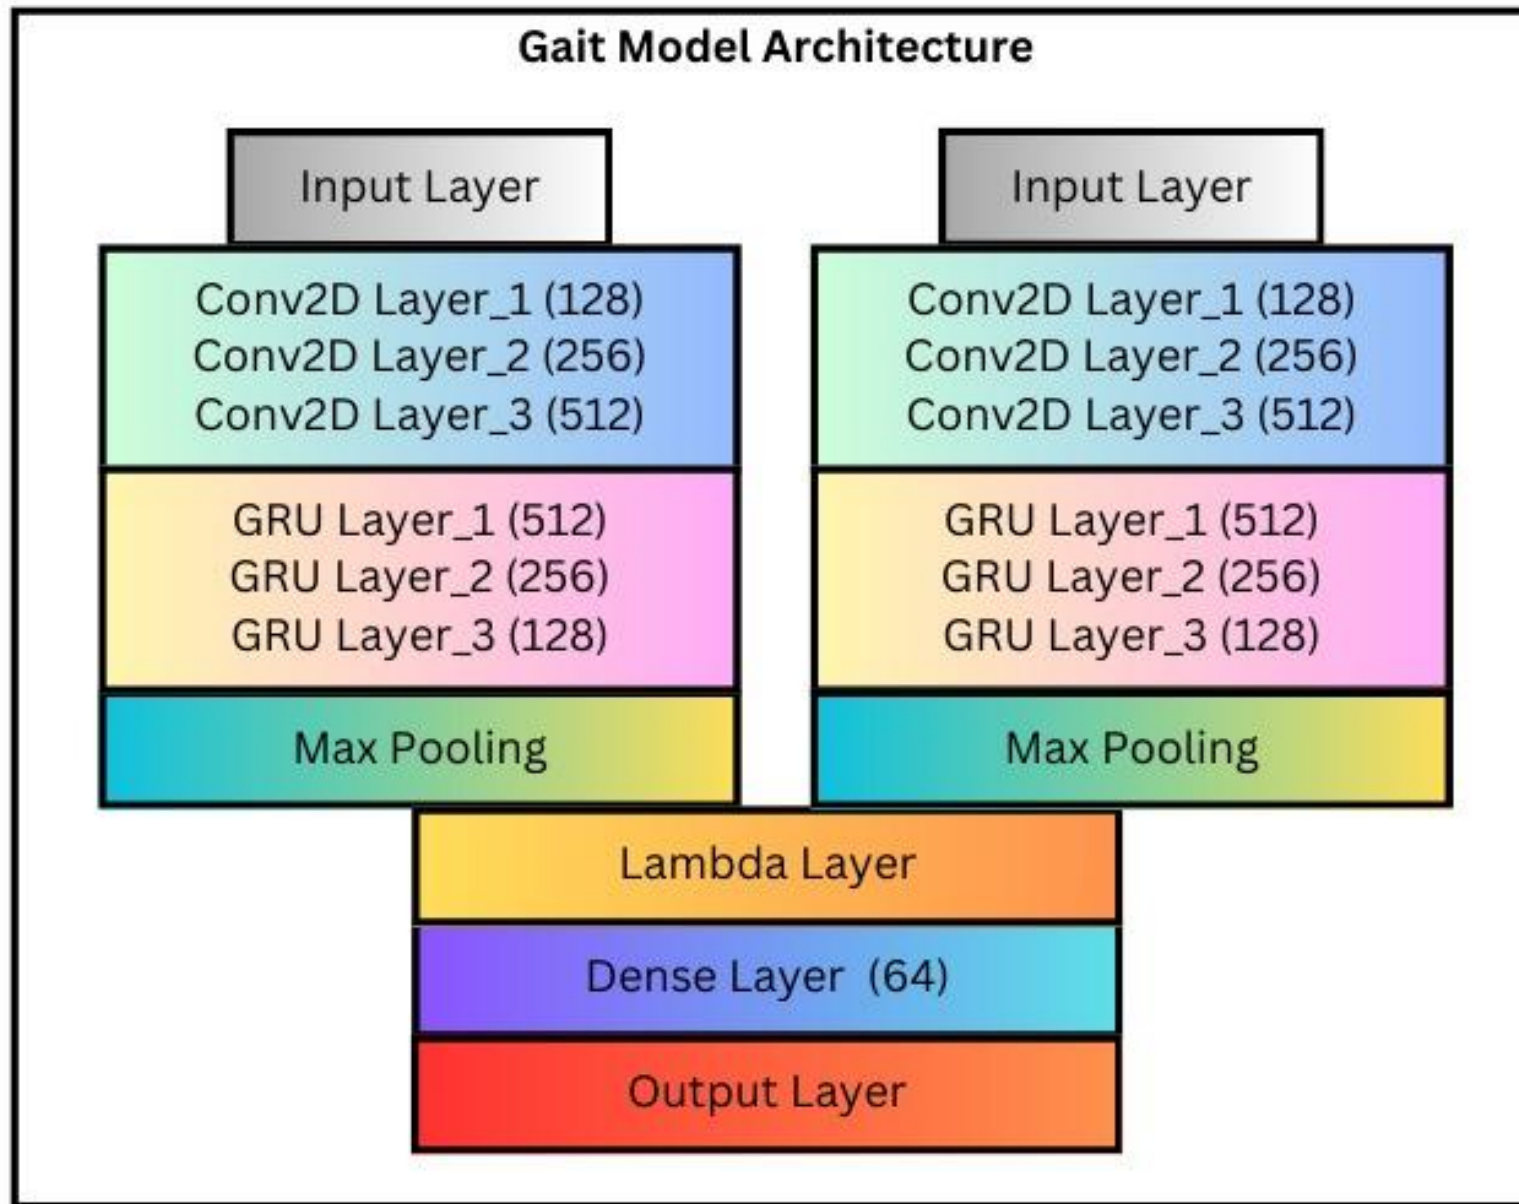 Gait Model Architecture
Input Layer
Conv2D Layer_1 (128)
Conv2D Layer_2 (256)
Conv2D Layer_3 (512)
GRU Layer_1 (512)
GRU Layer_2 (256)
GRU Layer_3 (128)
Max Pooling
Input Layer
Conv2D Layer_1 (128)
Conv2D Layer_2 (256)
Conv2D Layer_3 (512)
GRU Layer_1 (512)
GRU Layer_2 (256)
GRU Layer_3 (128)
Max Pooling
Lambda Layer
Dense Layer (64)
Output Layer